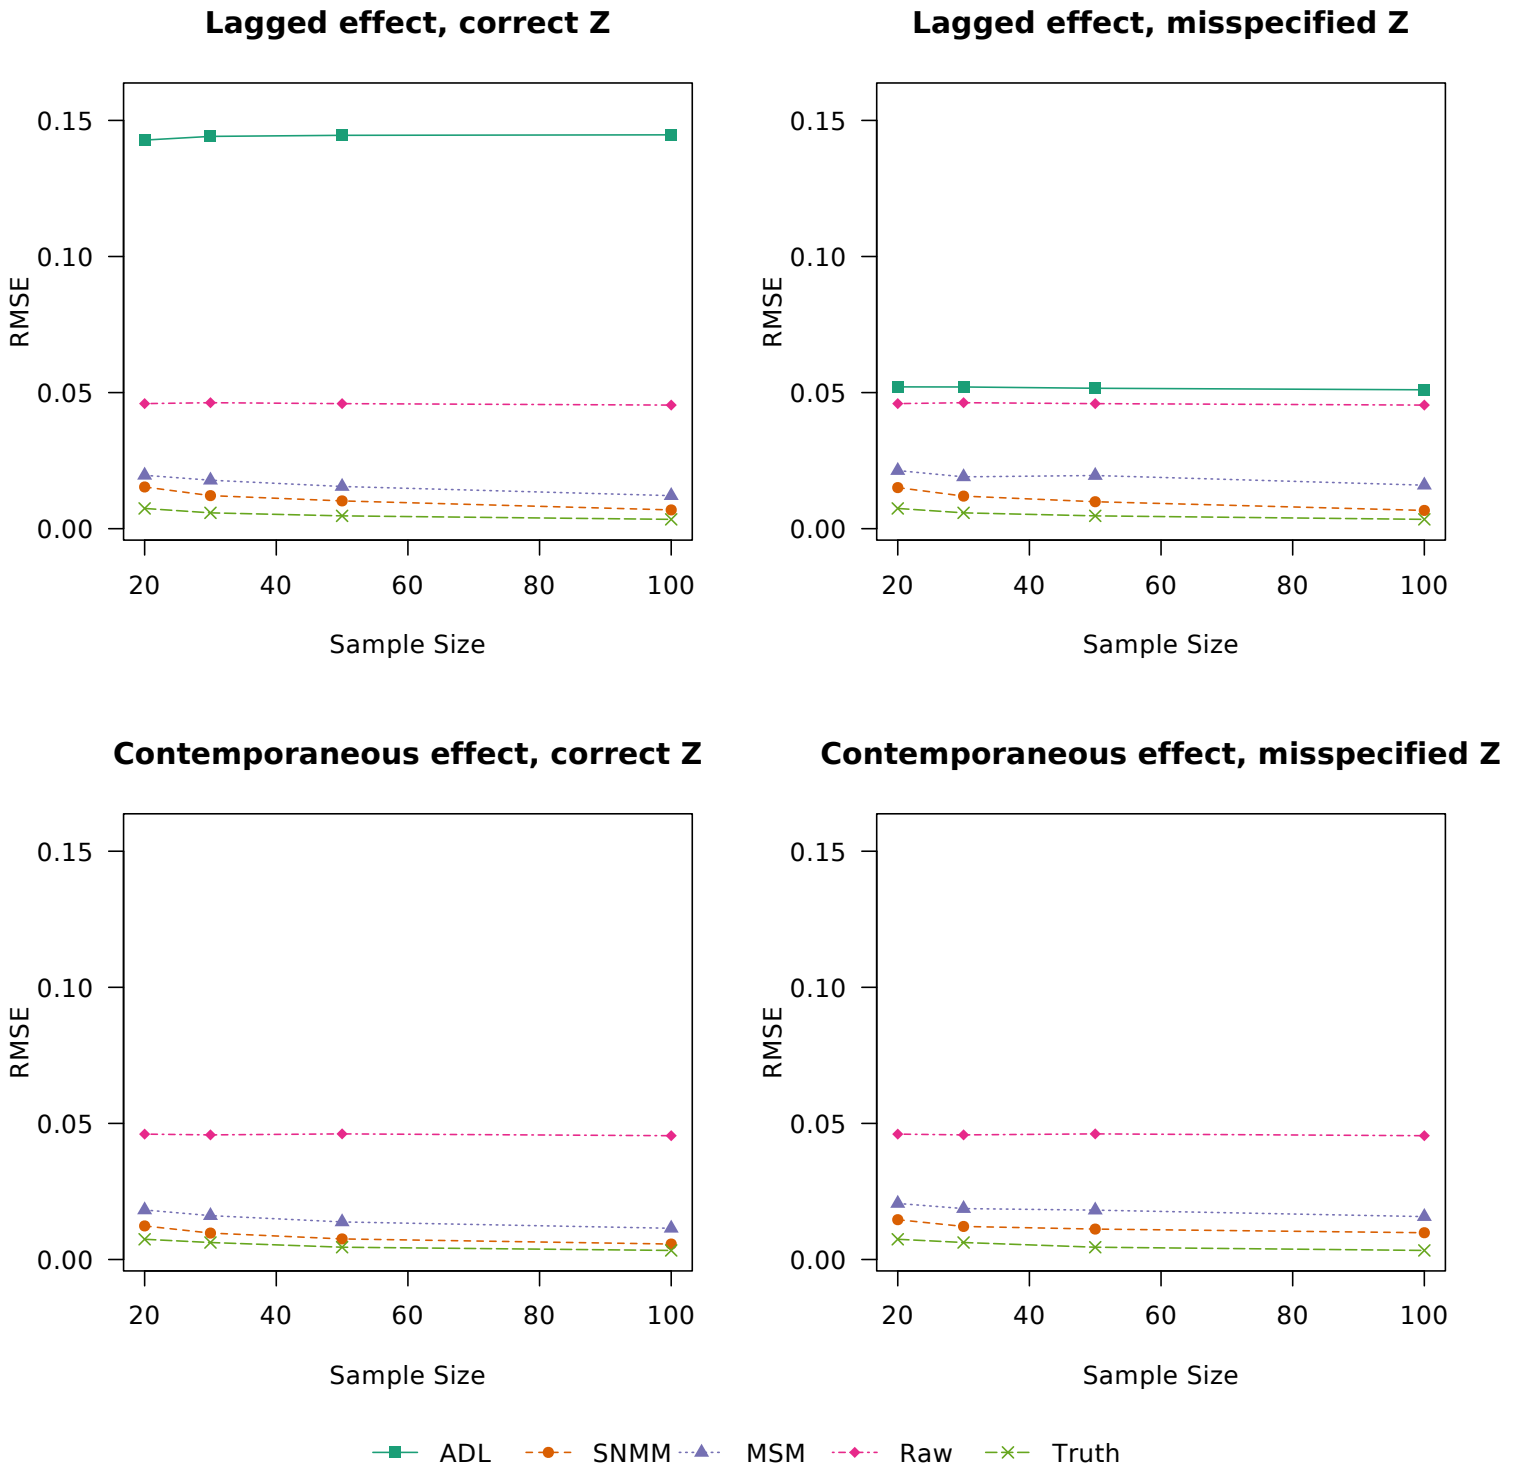 Lagged effect, correct Z
0.15
0.10
0.05
0.00
RMSE
20 40 60 80 100
Sample Size
Lagged effect, misspecified Z
0.15
0.10
0.05
0.00
RMSE
20 40 60 80 100
Sample Size
Contemporaneous effect, correct Z
0.15
0.10
0.05
0.00
RMSE
20 40 60 80 100
Sample Size
Contemporaneous effect, misspecified Z
0.15
0.10
0.05
0.00
RMSE
20 40 60 80 100
Sample Size
ADL SNMM MSM Raw Truth